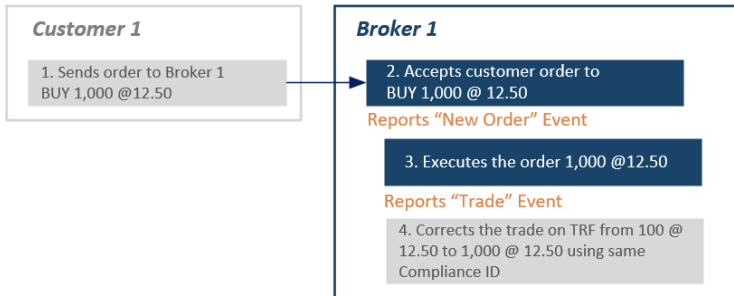 Customer 1
1. Sends order to Broker 1
BUY 1,000 @12.50
Broker 1
2. Accepts customer order to
BUY 1,000 @ 12.50
Reports “New Order” Event
3. Executes the order 1,000 @12.50
Reports “Trade” Event
4. Corrects the trade on TRF from 100 @
12.50 to 1,000 @ 12.50 using same
Compliance ID